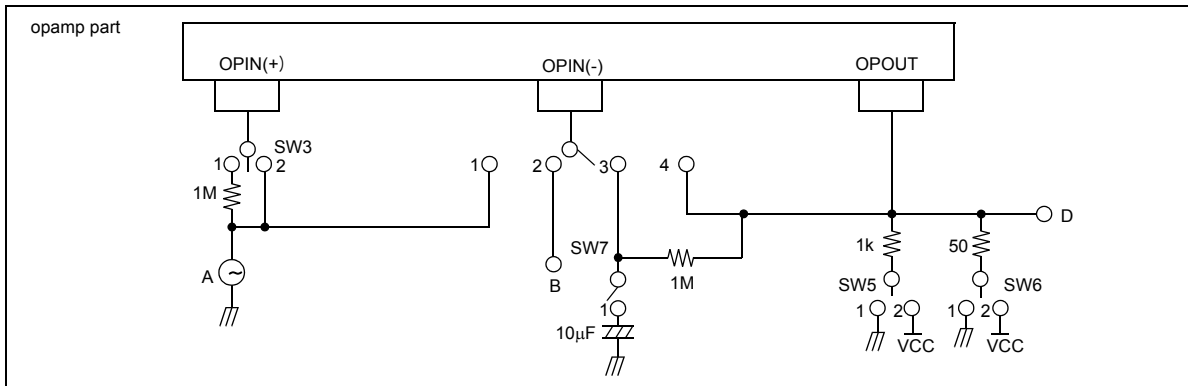 opamp part
OPIN(+) OPIN(-) OPOUT
SW3
1 2 1 2 3 4
1M
D
1k 50
SW7
1M
A B
SW5 SW6
1 1 2 1 2
10μF
VCC VCC